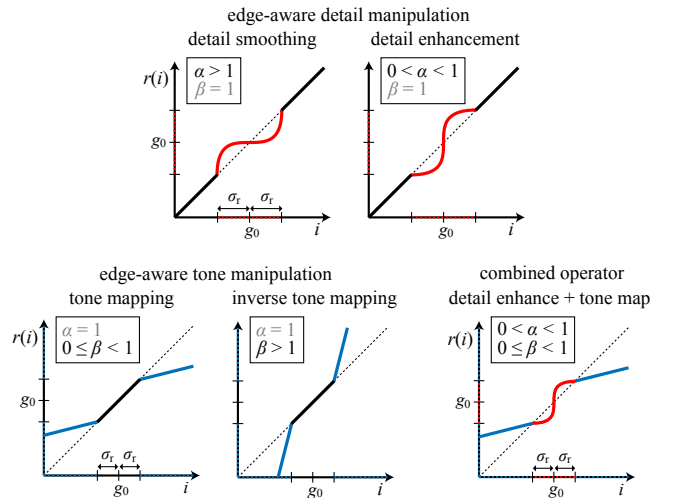 edge-aware detail manipulation
detail smoothing
detail enhancement
r(i)
α > 1
β = 1
0 < α < 1
β = 1
g₀
σᵣ σᵣ
g₀ i
g₀ i
edge-aware tone manipulation
tone mapping
inverse tone mapping
combined operator
detail enhance + tone map
r(i)
α = 1
0 ≤ β < 1
α = 1
β > 1
r(i)
0 < α < 1
0 ≤ β < 1
g₀
g₀
σᵣ σᵣ
σᵣ σᵣ
g₀ i
g₀ i
g₀ i